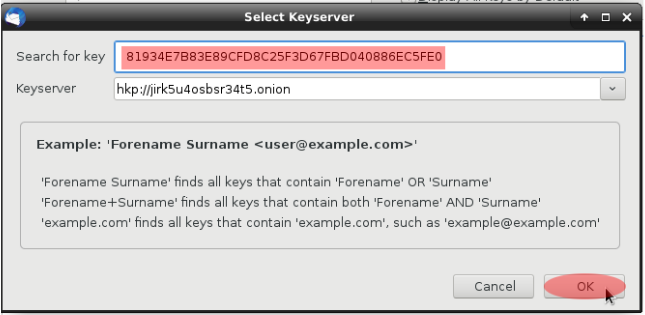 Select Keyserver
Search for key 81934E7B83E89CFD8C25F3D67FBD040886EC5FE0
Keyserver hkp://jirk5u4osbsr34t5.onion
Example: 'Forename Surname <user@example.com>'
'Forename Surname' finds all keys that contain 'Forename' OR 'Surname'
'Forename+Surname' finds all keys that contain both 'Forename' AND 'Surname'
'example.com' finds all keys that contain 'example.com', such as 'example@example.com'
Cancel OK